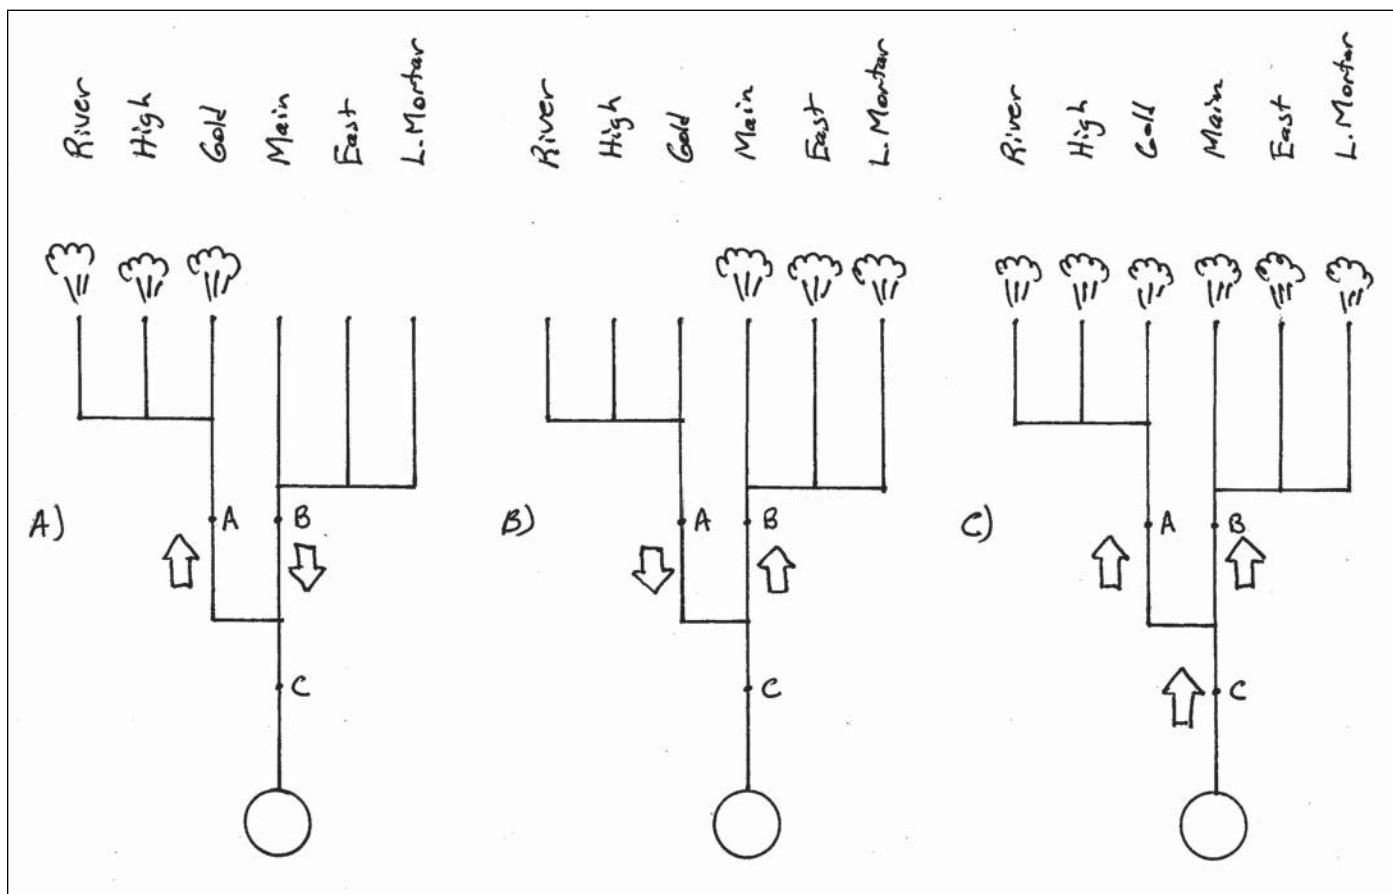 River High Gold Main East L.Mortar
River High Gold Main East L.Mortar
River High Gold Main East L.Mortar
A) A B
C
B) A B
C
C) A B
C